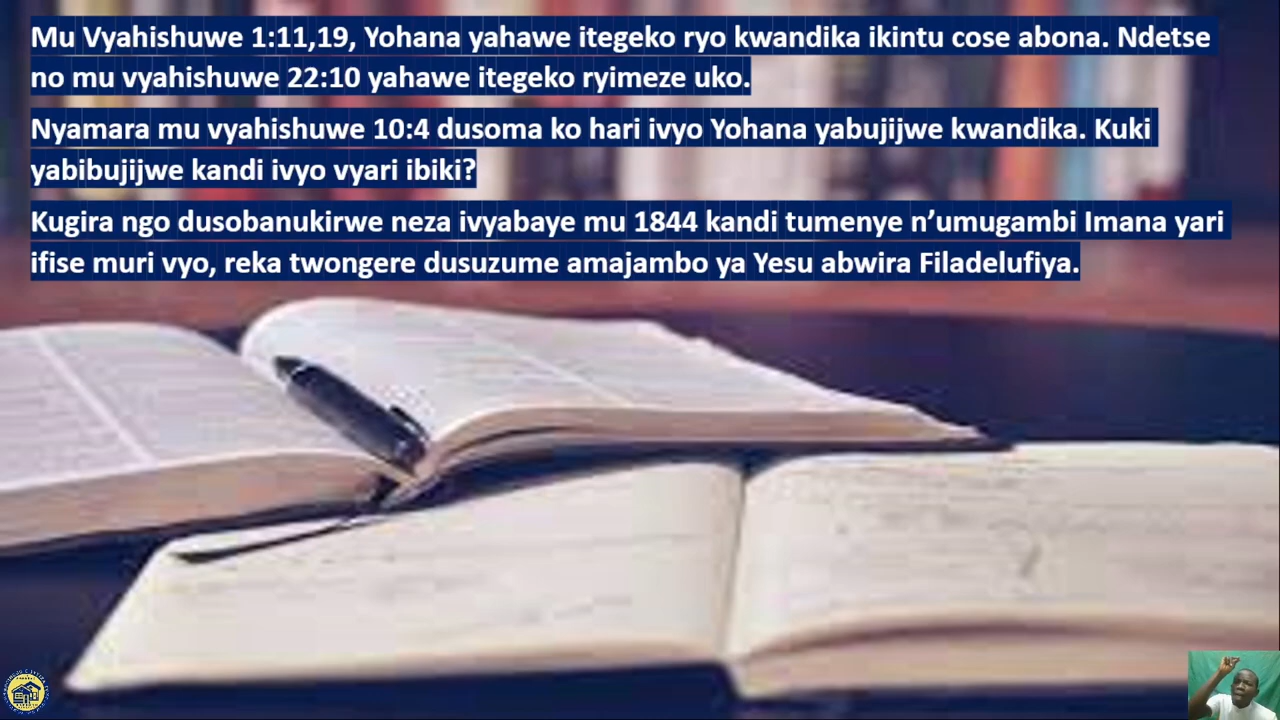 Mu Vyahishuwe 1:11,19, Yohana yahawe itegeko ryo kwandika ikintu cose abona. Ndetse
no mu vyahishuwe 22:10 yahawe itegeko ryimeze uko.
Nyamara mu vyahishuwe 10:4 dusoma ko hari ivyo Yohana yabujijwe kwandika. Kuki
yabibujijwe kandi ivyo vyari ibiki?
Kugira ngo dusobanukirwe neza ivyabaye mu 1844 kandi tumenye n’umugambi Imana yari
ifise muri vyo, reka twongere dusuzume amajambo ya Yesu abwira Filadelufiya.